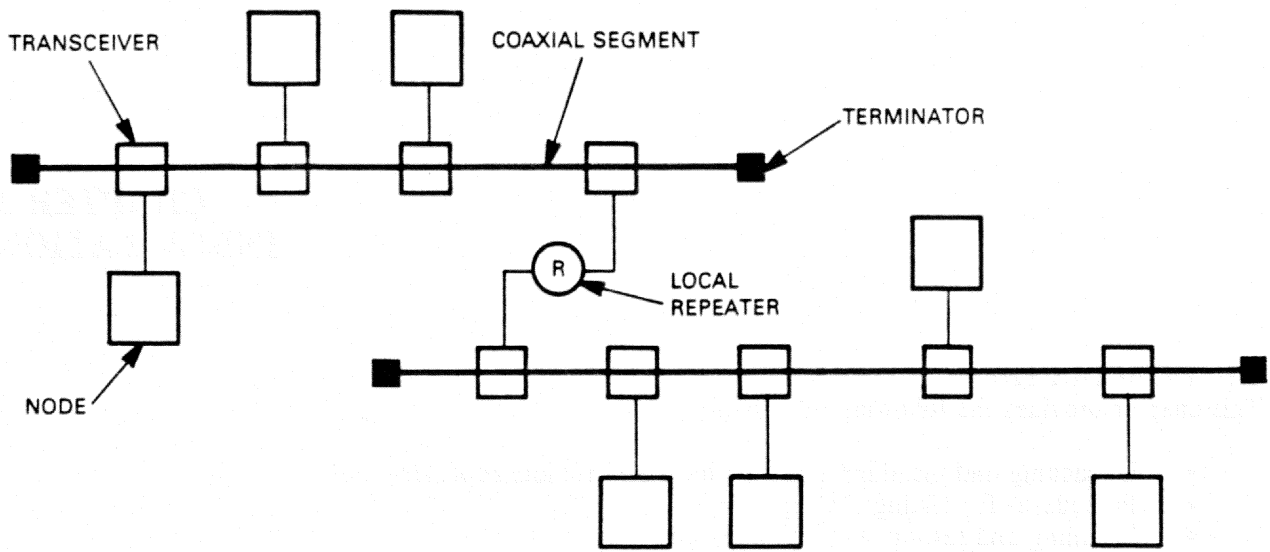 TRANSCEIVER
COAXIAL SEGMENT
TERMINATOR
R
LOCAL
REPEATER
NODE